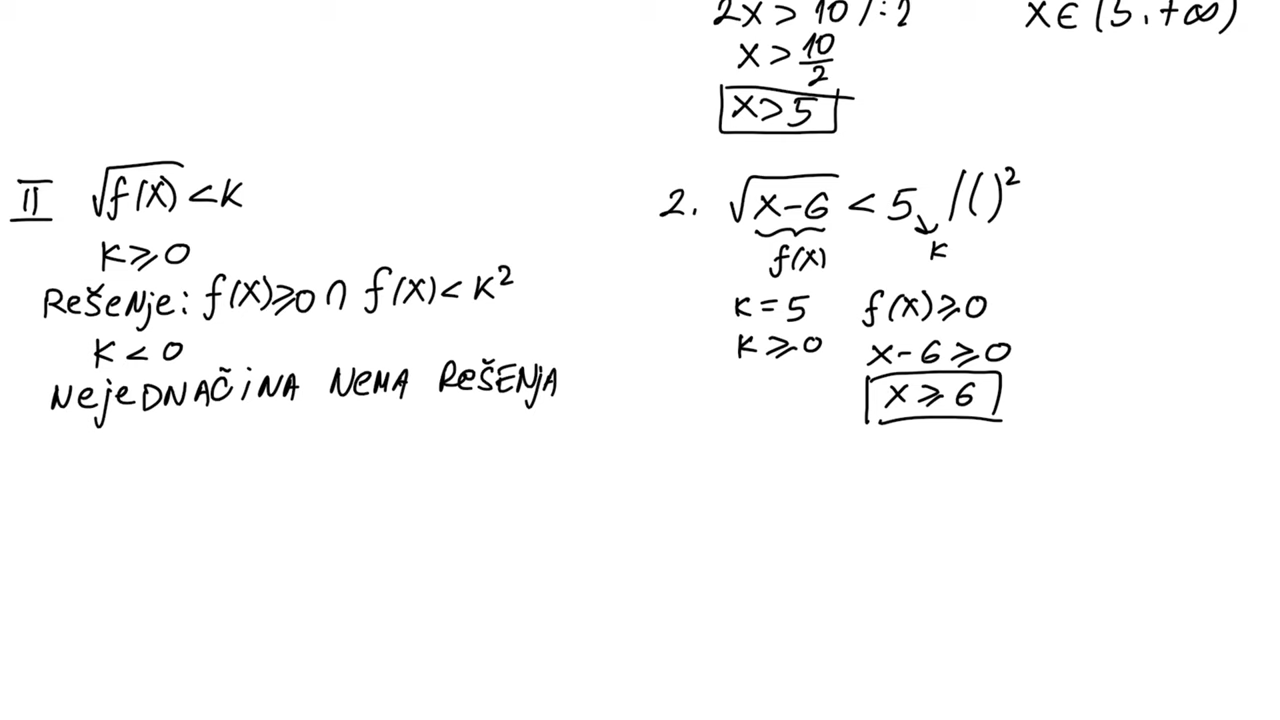 2x > 10 /:2
x ∈ (5, +∞)
x > 10/2
x > 5
II √f(x) < k
k ≥ 0
Rešenje: f(x) ≥ 0 ∩ f(x) < k²
k < 0
NejeDNAČiNA NemA REŠENJA
2. √x-6 < 5 /()²
f(x)
k
k = 5
k ≥ 0
f(x) ≥ 0
x - 6 ≥ 0
x ≥ 6